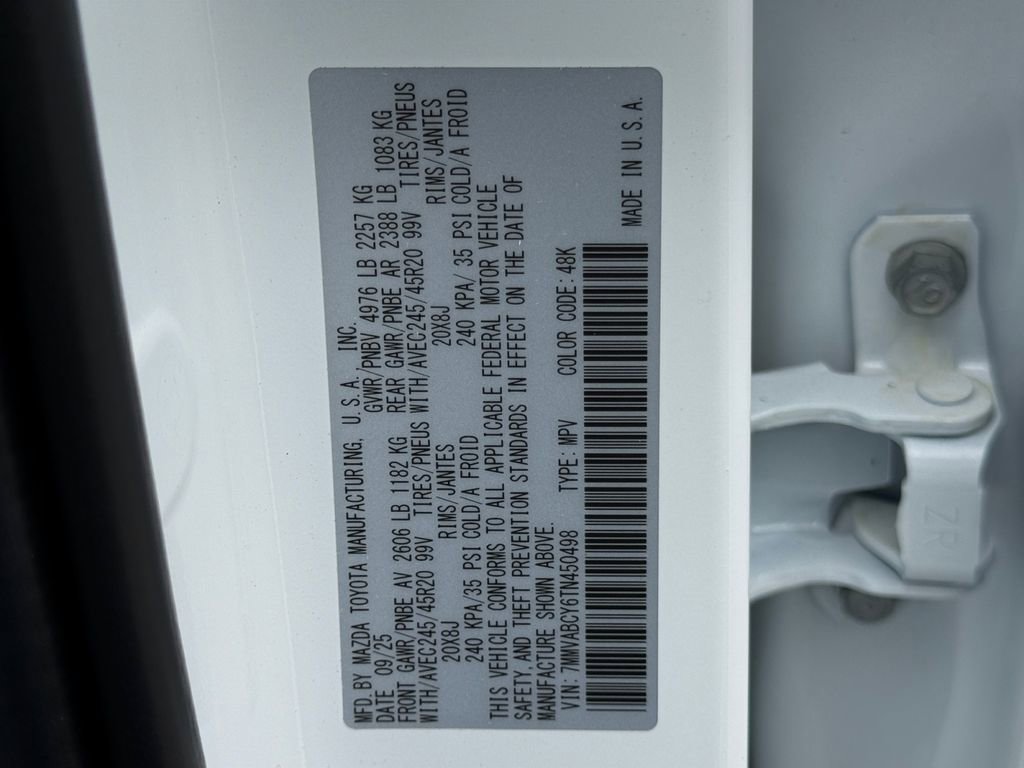 MFD.BY MAZDA TOYOTA MANUFACTURING, U.S.A., INC.
DATE 09/25 GVWR/PNBV 4976 LB 2257 KG
FRONT GAWR/PNBE AV 2606 LB 1182 KG REAR GAWR/PNBE AR 2388 LB 1083 KG
WITH/AVEC245/45R20 99V TIRES/PNEUS WITH/AVEC245/45R20 99V TIRES/PNEUS
20X8J RIMS/JANTES 20X8J RIMS/JANTES
240 KPA/35 PSI COLD/A FROID 240 KPA/ 35 PSI COLD/A FROID
THIS VEHICLE CONFORMS TO ALL APPLICABLE FEDERAL MOTOR VEHICLE
SAFETY AND THEFT PREVENTION STANDARDS IN EFFECT ON THE DATE OF
MANUFACTURE SHOWN ABOVE.
VIN: 7MMVABCY6TN450498 TYPE: MPV COLOR CODE: 48K
MADE IN U.S.A.
ZR